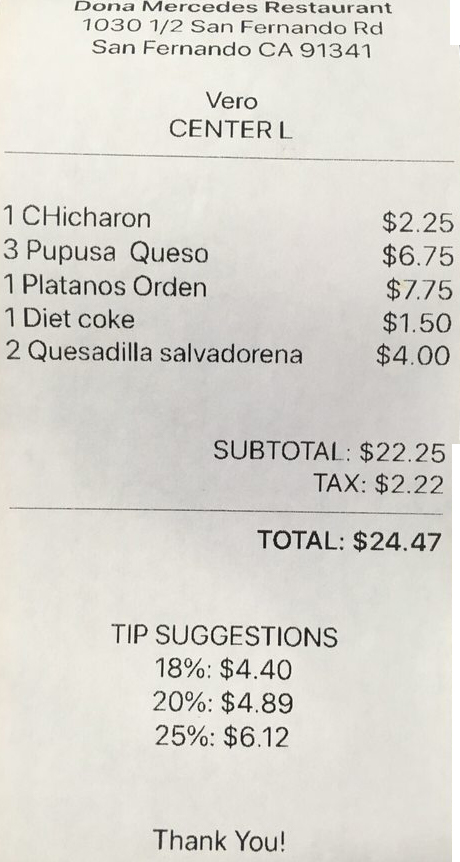 Dona Mercedes Restaurant
1030 1/2 San Fernando Rd
San Fernando CA 91341
Vero
CENTER L
1 CHicharon $2.25
3 Pupusa Queso $6.75
1 Platanos Orden $7.75
1 Diet coke $1.50
2 Quesadilla salvadorena $4.00
SUBTOTAL: $22.25
TAX: $2.22
TOTAL: $24.47
TIP SUGGESTIONS
18%: $4.40
20%: $4.89
25%: $6.12
Thank You!